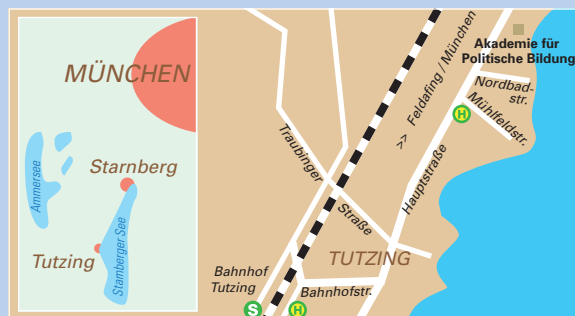 MÜNCHEN
Starnberg
Ammersee
Starnberger See
Tutzing
Akademie für
Politische Bildung
Nordbad-
str.
Mühlfeldstr.
H
>> Feldafing / München
Hauptstraße
Traubinger
Straße
TUTZING
Bahnhof
Tutzing
Bahnhofstr.
S
H